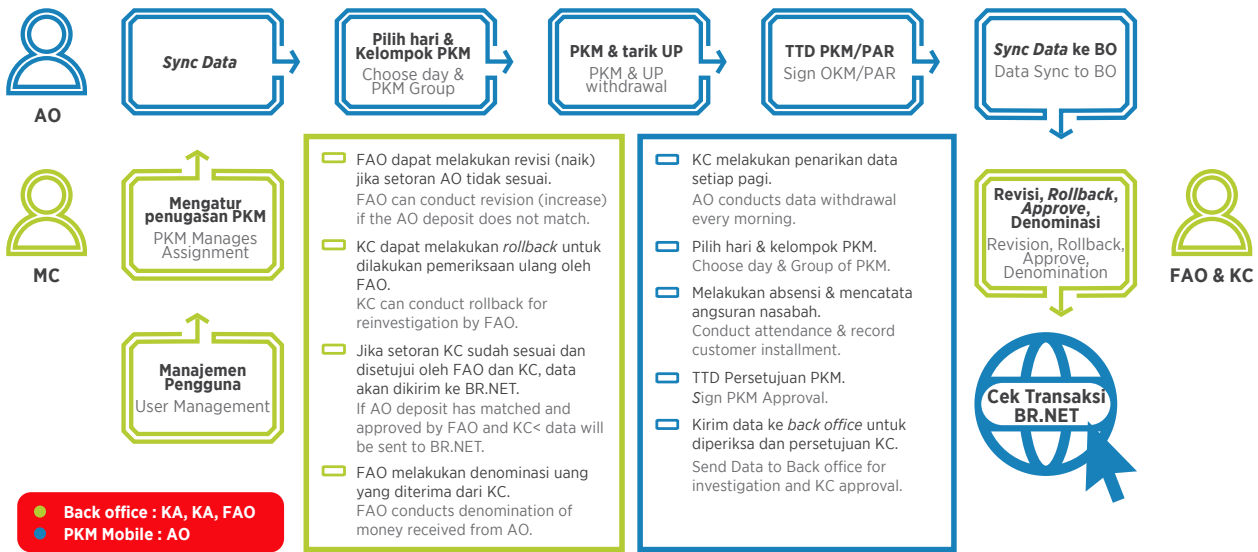 AO
Sync Data
Pilih hari &
Kelompok PKM
Choose day &
PKM Group
PKM & tarik UP
PKM & UP
withdrawal
TTD PKM/PAR
Sign OKM/PAR
Sync Data ke BO
Data Sync to BO
MC
Mengatur
penugasan PKM
PKM Manages
Assignment
Manajemen
Pengguna
User Management
FAO dapat melakukan revisi (naik)
jika setoran AO tidak sesuai.
FAO can conduct revision (increase)
if the AO deposit does not match.
KC dapat melakukan rollback untuk
dilakukan pemeriksaan ulang oleh
FAO.
KC can conduct rollback for
reinvestigation by FAO.
Jika setoran KC sudah sesuai dan
disetujui oleh FAO dan KC, data
akan dikirim ke BR.NET.
If AO deposit has matched and
approved by FAO and KC< data will
be sent to BR.NET.
FAO melakukan denominasi uang
yang diterima dari KC.
FAO conducts denomination of
money received from AO.
KC melakukan penarikan data
setiap pagi.
AO conducts data withdrawal
every morning.
Pilih hari & kelompok PKM.
Choose day & Group of PKM.
Melakukan absensi & mencatata
angsuran nasabah.
Conduct attendance & record
customer installment.
TTD Persetujuan PKM.
Sign PKM Approval.
Kirim data ke back office untuk
diperiksa dan persetujuan KC.
Send Data to Back office for
investigation and KC approval.
Revisi, Rollback,
Approve,
Denominasi
Revision, Rollback,
Approve,
Denomination
FAO & KC
Cek Transaksi
BR.NET
Back office : KA, KA, FAO
PKM Mobile : AO